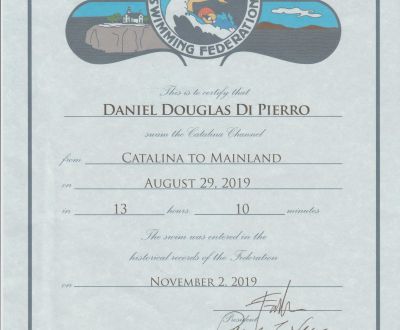 SWIMMING FEDERATION
This is to certify that
DANIEL DOUGLAS DI PIERRO
swam the Catalina Channel
from CATALINA TO MAINLAND
on AUGUST 29, 2019
in 13 hours 10 minutes
The swim was entered in the
historical records of the Federation
on NOVEMBER 2, 2019
President